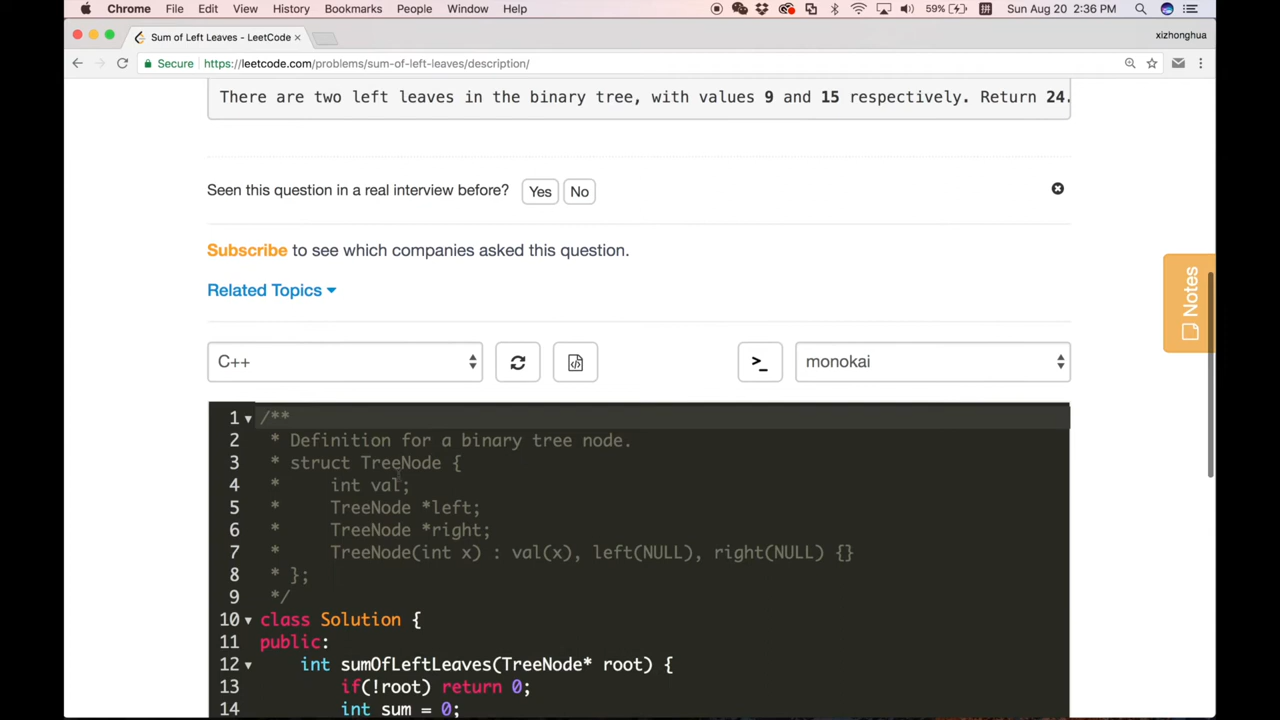 Chrome File Edit View History Bookmarks People Window Help 59% Sun Aug 20 2:36 PM
Sum of Left Leaves - LeetCode × xizhonghua
Secure https://leetcode.com/problems/sum-of-left-leaves/description/
There are two left leaves in the binary tree, with values 9 and 15 respectively. Return 24.
Seen this question in a real interview before? Yes No
Subscribe to see which companies asked this question.
Related Topics
Notes
C++ >_ monokai
1 /**
2 * Definition for a binary tree node.
3 * struct TreeNode {
4 * int val;
5 * TreeNode *left;
6 * TreeNode *right;
7 * TreeNode(int x) : val(x), left(NULL), right(NULL) {}
8 * };
9 */
10 class Solution {
11 public:
12 int sumOfLeftLeaves(TreeNode* root) {
13 if(!root) return 0;
14 int sum = 0;